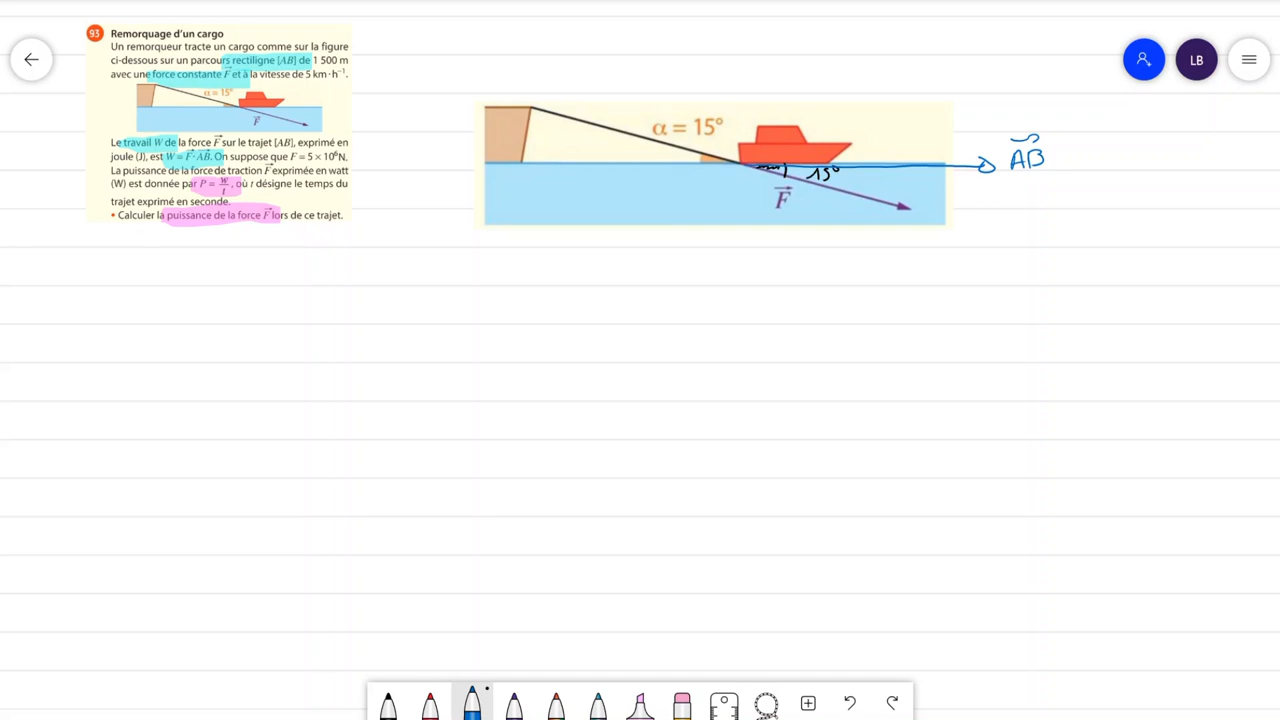 93 Remorquage d'un cargo
Un remorqueur tracte un cargo comme sur la figure
ci-dessous sur un parcours rectiligne [AB] de 1 500 m
avec une force constante F⃗ et à la vitesse de 5 km·h⁻¹.
α = 15°
F⃗
Le travail W de la force F⃗ sur le trajet [AB], exprimé en
joule (J), est W = F⃗·AB⃗. On suppose que F = 5 × 10⁶ N.
La puissance de la force de traction F⃗ exprimée en watt
(W) est donnée par P = W/t, où t désigne le temps du
trajet exprimé en seconde.
• Calculer la puissance de la force F⃗ lors de ce trajet.
α = 15°
15°
F⃗
AB⃗
LB